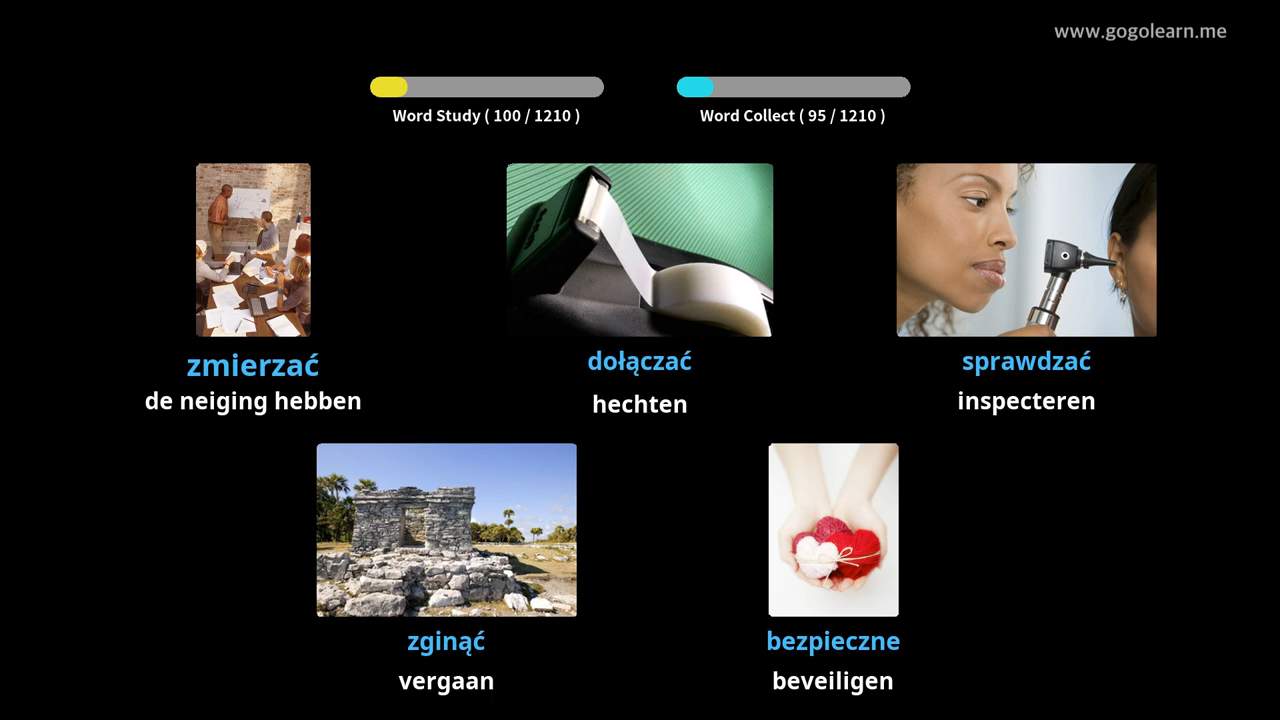 www.gogolearn.me
Word Study ( 100 / 1210 )
Word Collect ( 95 / 1210 )
zmierzać
de neiging hebben
dołączać
hechten
sprawdzać
inspecteren
zginąć
vergaan
bezpieczne
beveiligen